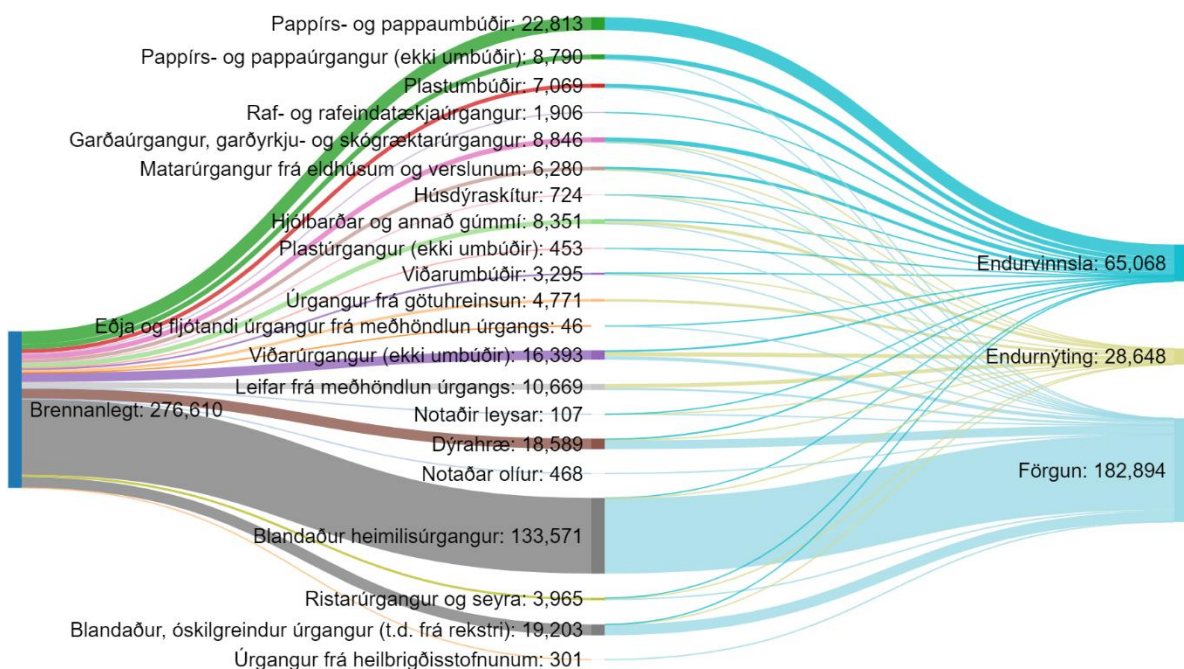 Pappírs- og pappaumbúðir: 22,813
Pappírs- og pappaúrgangur (ekki umbúðir): 8,790
Plastumbúðir: 7,069
Raf- og rafeindatækjaúrgangur: 1,906
Garðaúrgangur, garðyrkju- og skógræktarúrgangur: 8,846
Matarúrgangur frá eldhúsum og verslunum: 6,280
Húsdýraskítur: 724
Hjólbarðar og annað gúmmí: 8,351
Plastúrgangur (ekki umbúðir): 453
Viðarumbúðir: 3,295
Úrgangur frá götuhreinsun: 4,771
Eðja og fljótandi úrgangur frá meðhöndlun úrgangs: 46
Viðarúrgangur (ekki umbúðir): 16,393
Leifar frá meðhöndlun úrgangs: 10,669
Brennanlegt: 276,610
Notaðir leysar: 107
Dýrahræ: 18,589
Notaðar olíur: 468
Blandaður heimilisúrgangur: 133,571
Ristarúrgangur og seyra: 3,965
Blandaður, óskilgreindur úrgangur (t.d. frá rekstri): 19,203
Úrgangur frá heilbrigðisstofnunum: 301
Endurvinnsla: 65,068
Endurnýting: 28,648
Förgun: 182,894